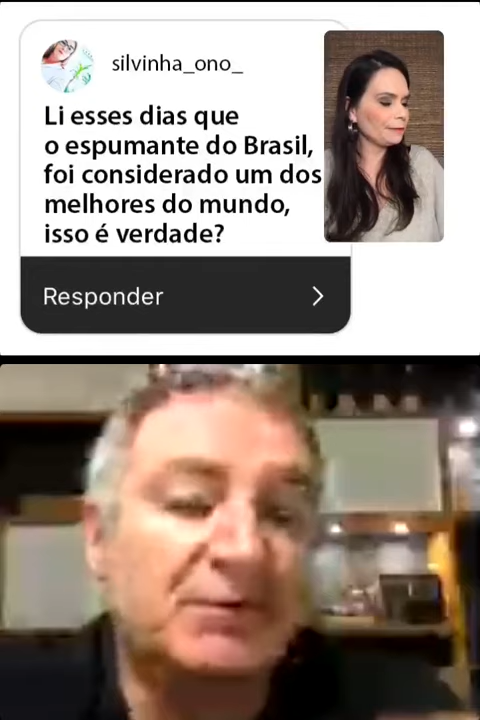 silvinha_ono_
Li esses dias que
o espumante do Brasil,
foi considerado um dos
melhores do mundo,
isso é verdade?
Responder